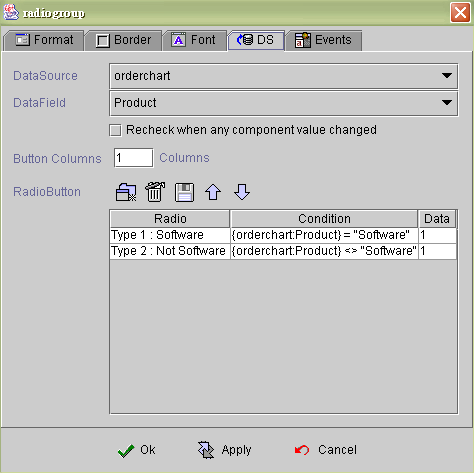 radiogroup
Format Border Font DS Events
DataSource orderchart
DataField Product
Recheck when any component value changed
Button Columns 1 Columns
RadioButton
Radio Condition Data
Type 1 : Software {orderchart:Product} = "Software" 1
Type 2 : Not Software {orderchart:Product} <> "Software" 1
Ok Apply Cancel